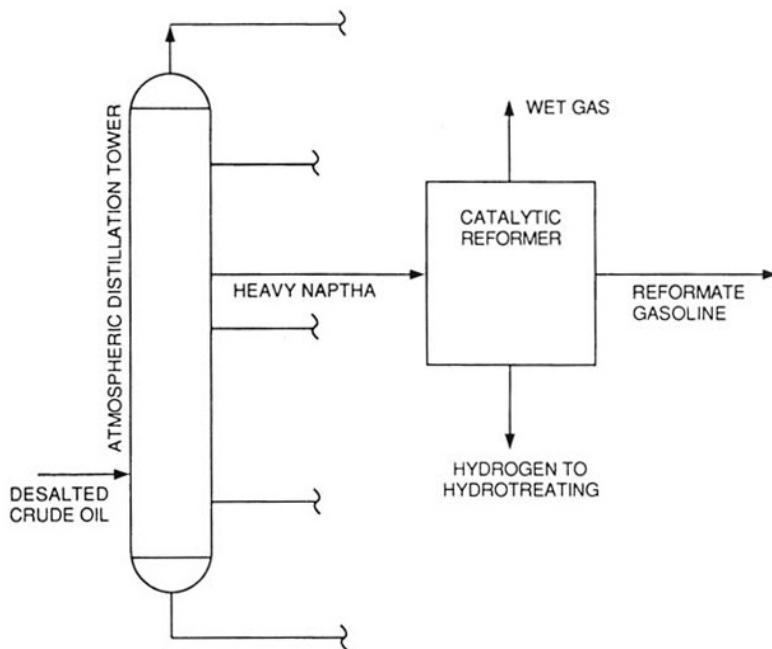 ATMOSPHERIC DISTILLATION TOWER
DESALTED
CRUDE OIL
HEAVY NAPTHA
WET GAS
CATALYTIC
REFORMER
REFORMATE
GASOLINE
HYDROGEN TO
HYDROTREATING